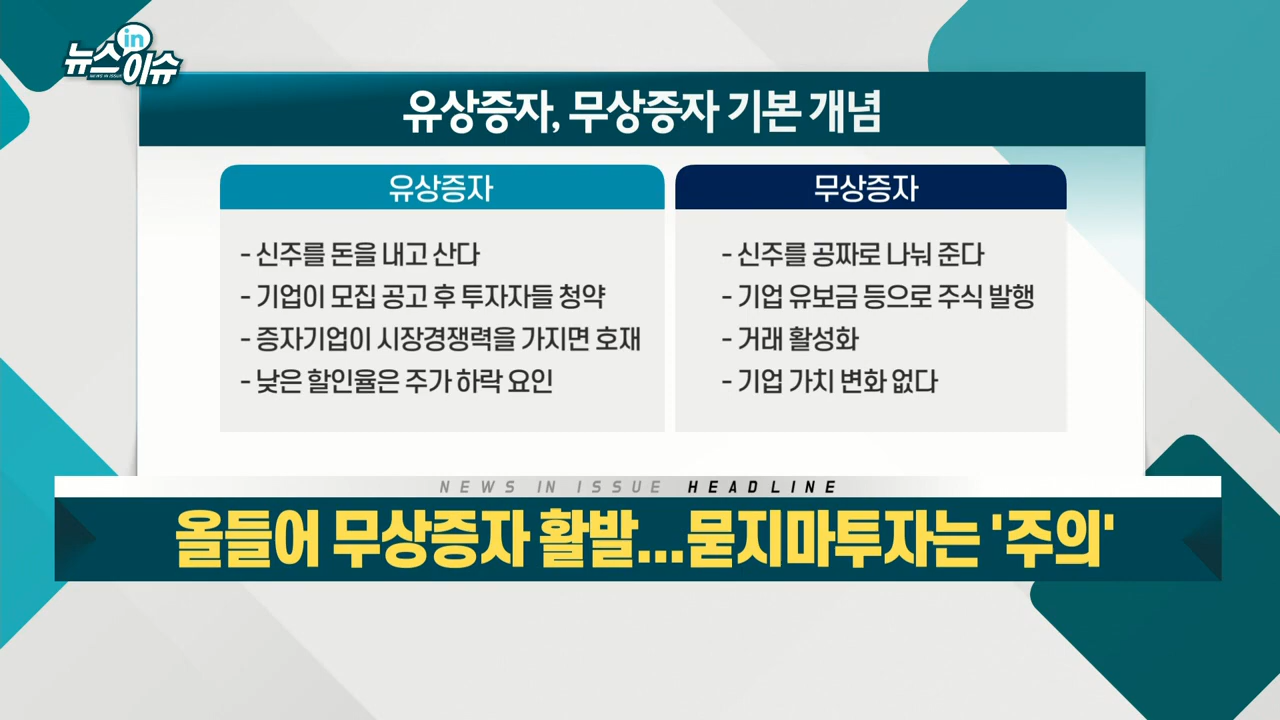 뉴스in이슈
NEWS IN ISSUE
유상증자, 무상증자 기본 개념
유상증자
- 신주를 돈을 내고 산다
- 기업이 모집 공고 후 투자자들 청약
- 증자기업이 시장경쟁력을 가지면 호재
- 낮은 할인율은 주가 하락 요인
무상증자
- 신주를 공짜로 나눠 준다
- 기업 유보금 등으로 주식 발행
- 거래 활성화
- 기업 가치 변화 없다
NEWS IN ISSUE HEADLINE
올들어 무상증자 활발...묻지마투자는 '주의'